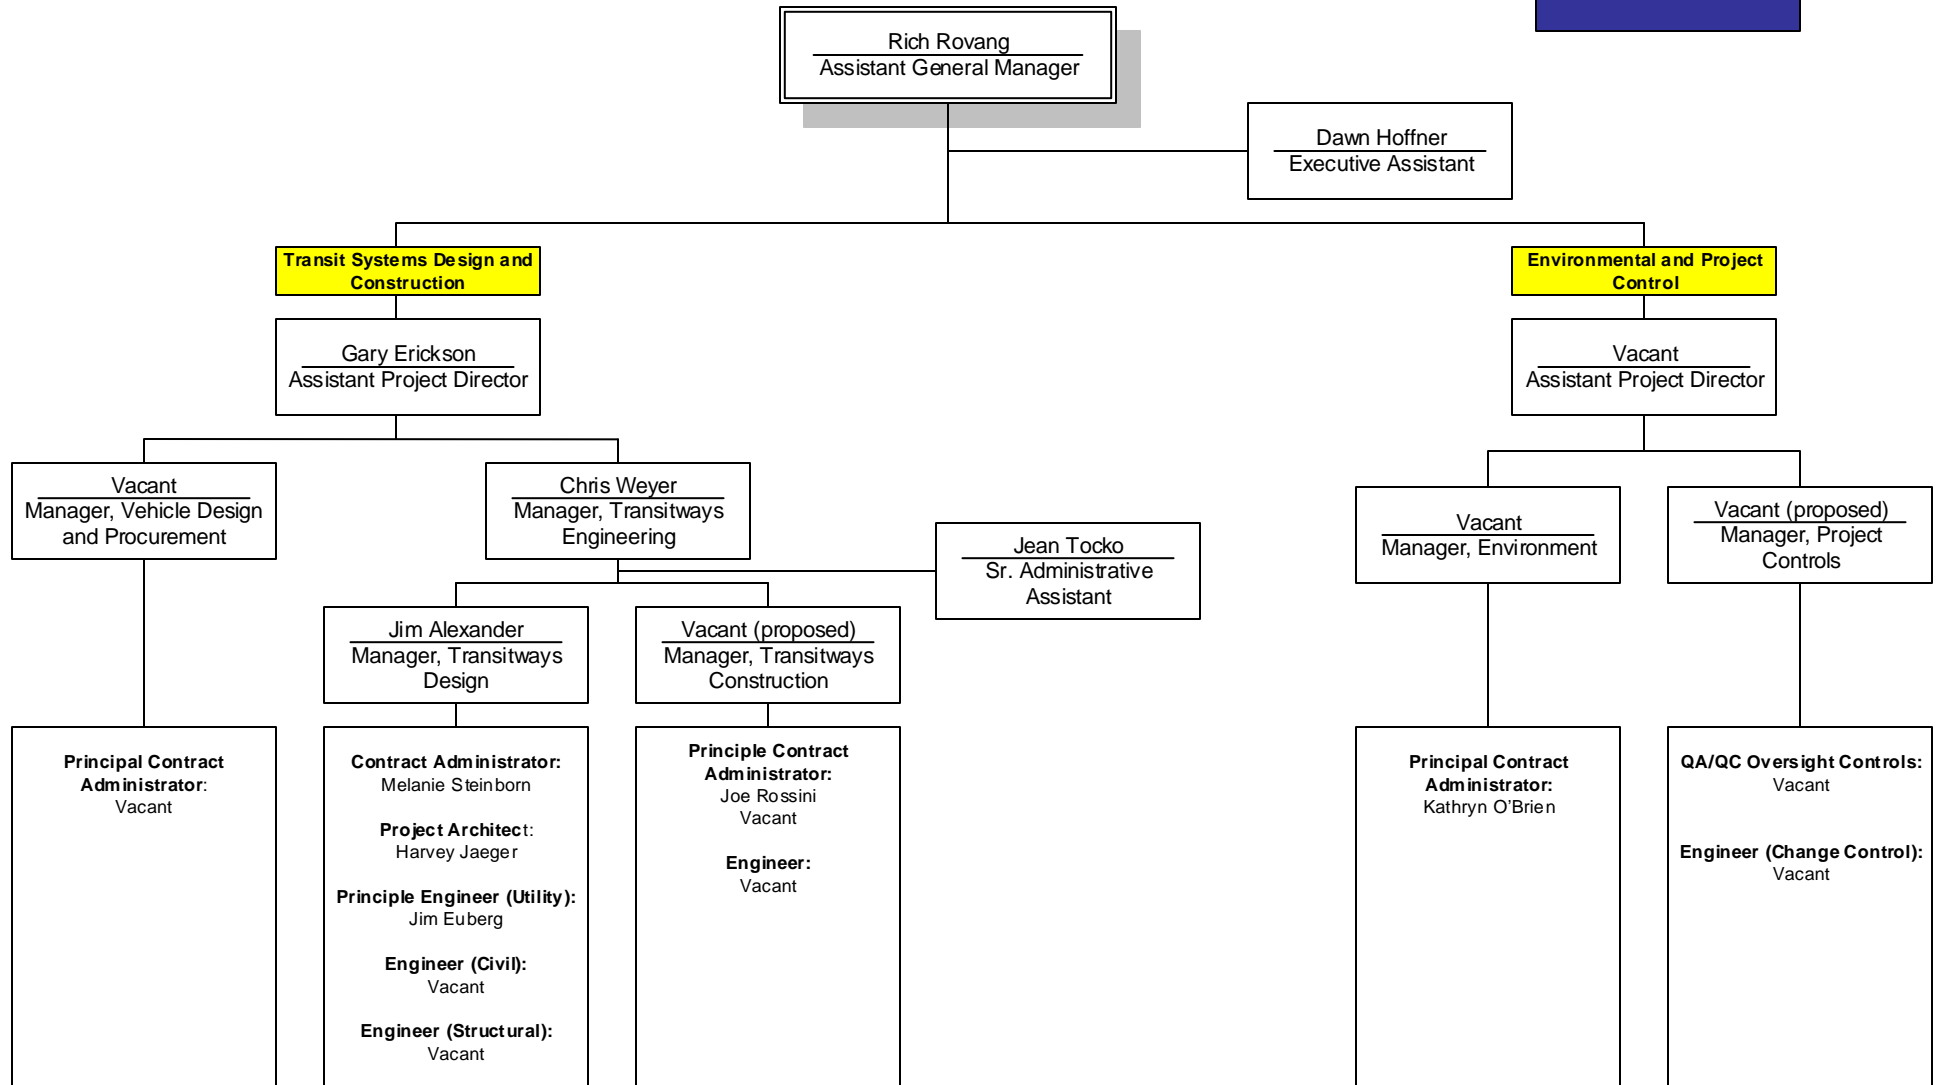 Rich Rovang
Assistant General Manager
Dawn Hoffner
Executive Assistant
Transit Systems Design and
Construction
Environmental and Project
Control
Gary Erickson
Assistant Project Director
Vacant
Assistant Project Director
Vacant
Manager, Vehicle Design
and Procurement
Chris Weyer
Manager, Transitways
Engineering
Jean Tocko
Sr. Administrative
Assistant
Vacant
Manager, Environment
Vacant (proposed)
Manager, Project
Controls
Jim Alexander
Manager, Transitways
Design
Vacant (proposed)
Manager, Transitways
Construction
Principal Contract
Administrator:
Vacant
Contract Administrator:
Melanie Steinborn
Project Architect:
Harvey Jaeger
Principle Engineer (Utility):
Jim Euberg
Engineer (Civil):
Vacant
Engineer (Structural):
Vacant
Principle Contract
Administrator:
Joe Rossini
Vacant
Engineer:
Vacant
Principal Contract
Administrator:
Kathryn O’Brien
QA/QC Oversight Controls:
Vacant
Engineer (Change Control):
Vacant